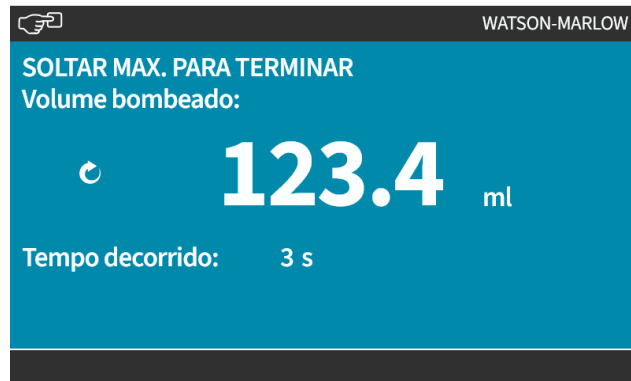 WATSON-MARLOW
SOLTAR MAX. PARA TERMINAR
Volume bombeado:
123.4 ml
Tempo decorrido: 3 s